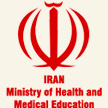 IRAN
Ministry of Health and
Medical Education